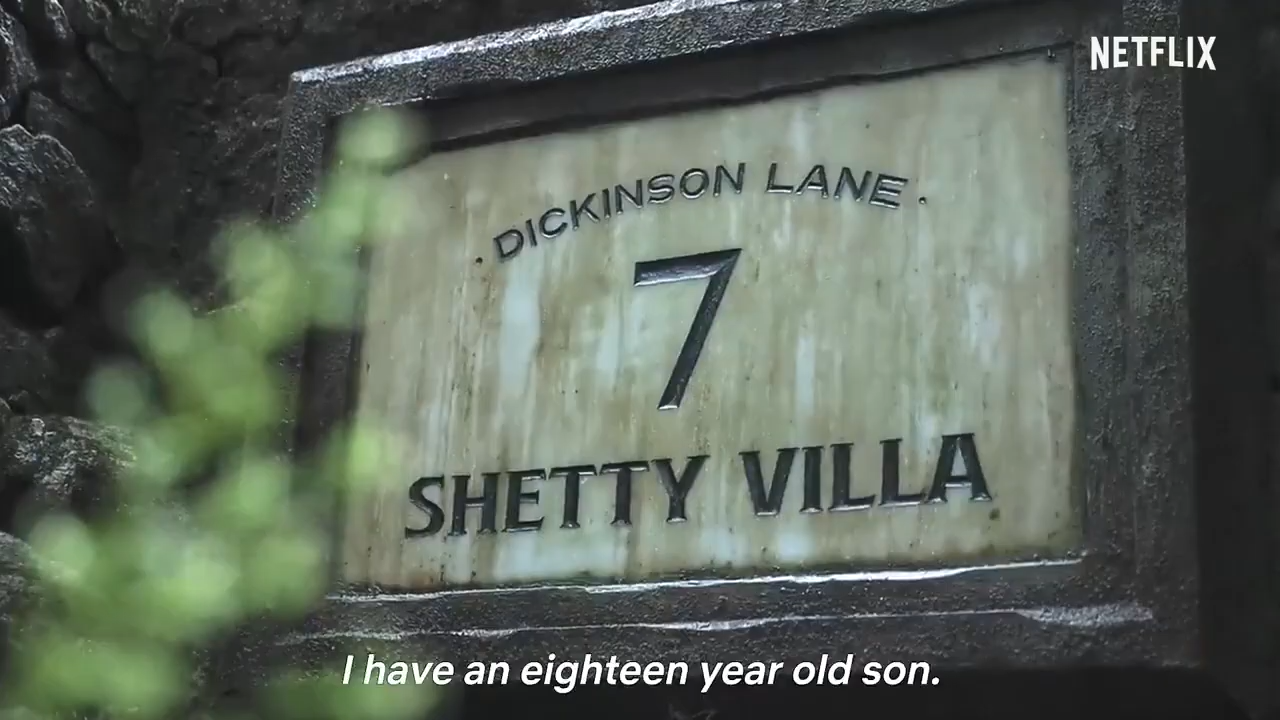 NETFLIX
DICKINSON LANE
7
SHETTY VILLA
I have an eighteen year old son.